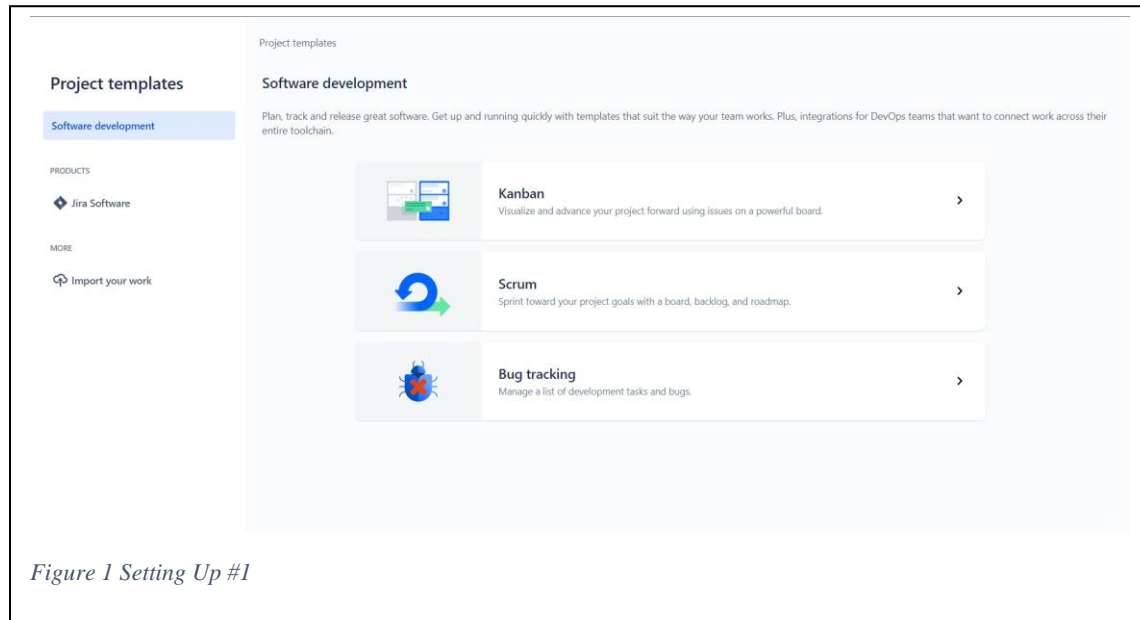 Project templates
Project templates
Software development
PRODUCTS
Jira Software
MORE
Import your work
Software development
Plan, track and release great software. Get up and running quickly with templates that suit the way your team works. Plus, integrations for DevOps teams that want to connect work across their
entire toolchain.
Kanban
Visualize and advance your project forward using issues on a powerful board.
Scrum
Sprint toward your project goals with a board, backlog, and roadmap.
Bug tracking
Manage a list of development tasks and bugs.
Figure 1 Setting Up #1